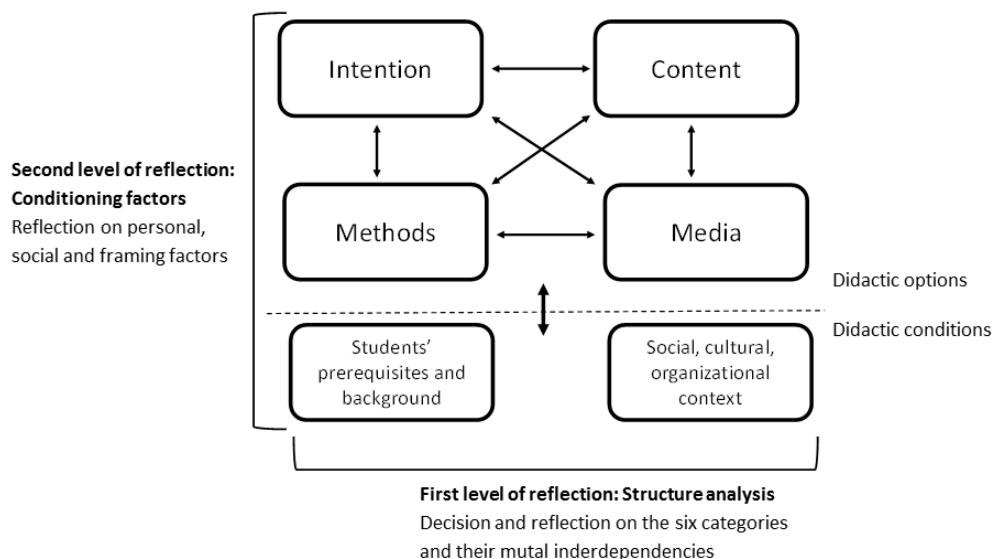 Intention
Content
Second level of reflection:
Conditioning factors
Reflection on personal,
social and framing factors
Methods
Media
Didactic options
Didactic conditions
Students’
prerequisites and
background
Social, cultural,
organizational
context
First level of reflection: Structure analysis
Decision and reflection on the six categories
and their mutal inderdependencies